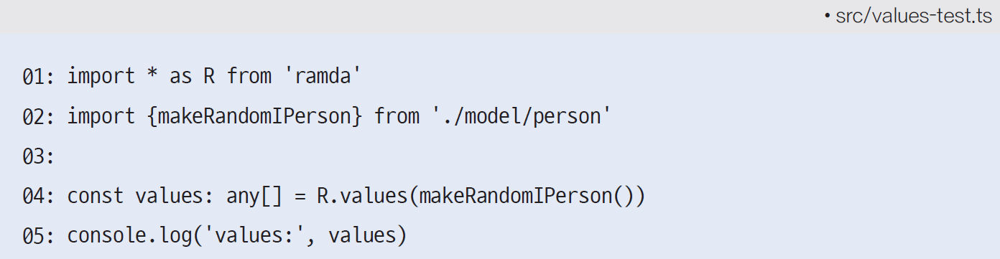 • src/values-test.ts
01: import * as R from 'ramda'
02: import {makeRandomIPerson} from './model/person'
03:
04: const values: any[] = R.values(makeRandomIPerson())
05: console.log('values:', values)